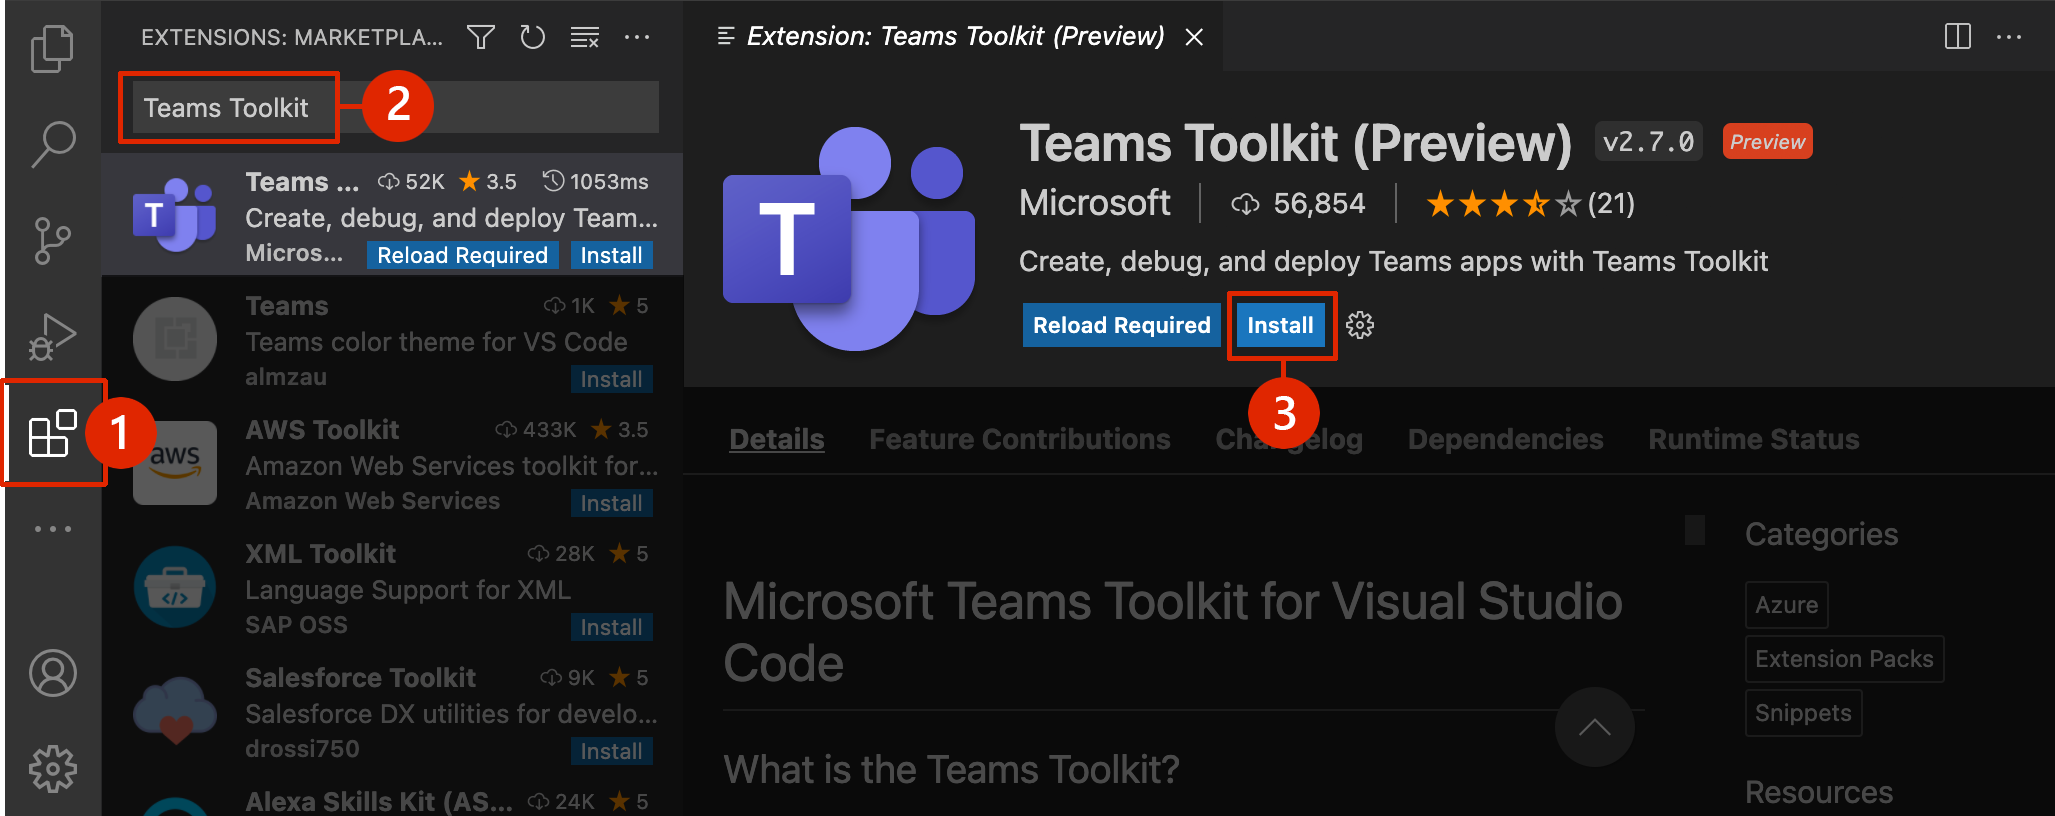 EXTENSIONS: MARKETPLA...
Teams Toolkit
2
Teams ... 52K 3.5 1053ms
Create, debug, and deploy Team...
Micros... Reload Required Install
Teams 1K 5
Teams color theme for VS Code
almzau Install
1
aws
AWS Toolkit 433K 3.5
Amazon Web Services toolkit for...
Amazon Web Services Install
XML Toolkit 28K 5
Language Support for XML
SAP OSS Install
Salesforce Toolkit 9K 5
Salesforce DX utilities for develo...
drossi750 Install
Alexa Skills Kit (AS... 24K 5
Extension: Teams Toolkit (Preview)
T
Teams Toolkit (Preview) v2.7.0 Preview
Microsoft 56,854 (21)
Create, debug, and deploy Teams apps with Teams Toolkit
Reload Required Install
3
Details Feature Contributions Changelog Dependencies Runtime Status
Microsoft Teams Toolkit for Visual Studio
Code
What is the Teams Toolkit?
Categories
Azure
Extension Packs
Snippets
Resources